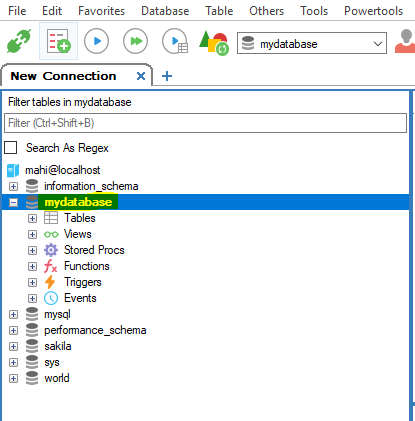 File Edit Favorites Database Table Others Tools Powertools
mydatabase
New Connection
Filter tables in mydatabase
Filter (Ctrl+Shift+B)
Search As Regex
mahi@localhost
information_schema
mydatabase
Tables
Views
Stored Procs
Functions
Triggers
Events
mysql
performance_schema
sakila
sys
world